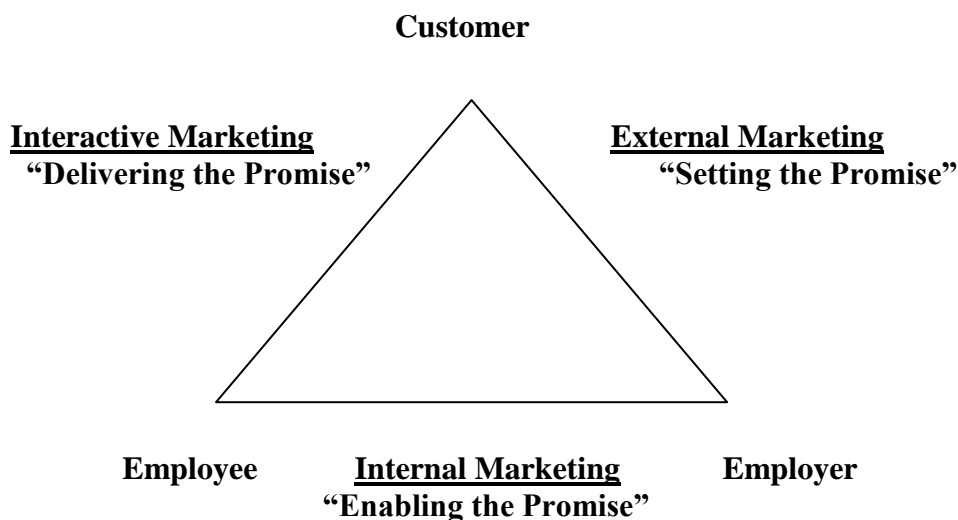 Customer
Interactive Marketing
“Delivering the Promise”
External Marketing
“Setting the Promise”
Employee
Internal Marketing
“Enabling the Promise”
Employer